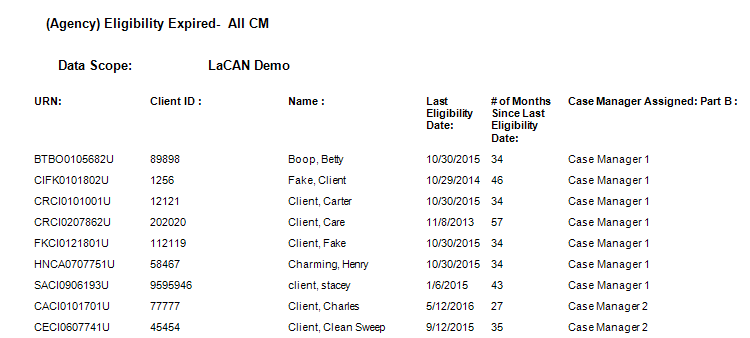 (Agency) Eligibility Expired-  All CM
Data Scope: LaCAN Demo
URN: Client ID : Name : Last Eligibility Date: # of Months Since Last Eligibility Date: Case Manager Assigned: Part B :
BTBO0105682U 89898 Boop, Betty 10/30/2015 34 Case Manager 1
CIFK0101802U 1256 Fake, Client 10/29/2014 46 Case Manager 1
CRCI0101001U 12121 Client, Carter 10/30/2015 34 Case Manager 1
CRCI0207862U 202020 Client, Care 11/8/2013 57 Case Manager 1
FKCI0121801U 112119 Client, Fake 10/30/2015 34 Case Manager 1
HNCA0707751U 58467 Charming, Henry 10/30/2015 34 Case Manager 1
SACI0906193U 9595946 client, stacey 1/6/2015 43 Case Manager 1
CACI0101701U 77777 Client, Charles 5/12/2016 27 Case Manager 2
CECI0607741U 45454 Client, Clean Sweep 9/12/2015 35 Case Manager 2